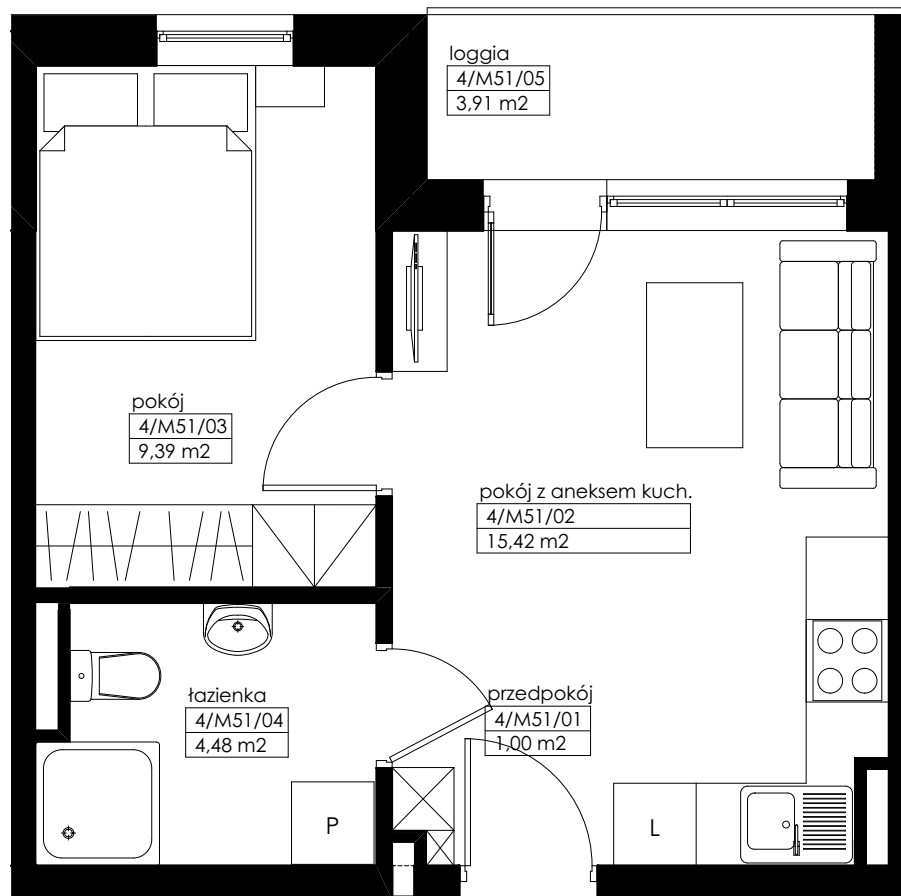 loggia
4/M51/05
3,91 m2
pokój
4/M51/03
9,39 m2
pokój z aneksem kuch.
4/M51/02
15,42 m2
łazienka
4/M51/04
4,48 m2
przedpokój
4/M51/01
1,00 m2
P
L